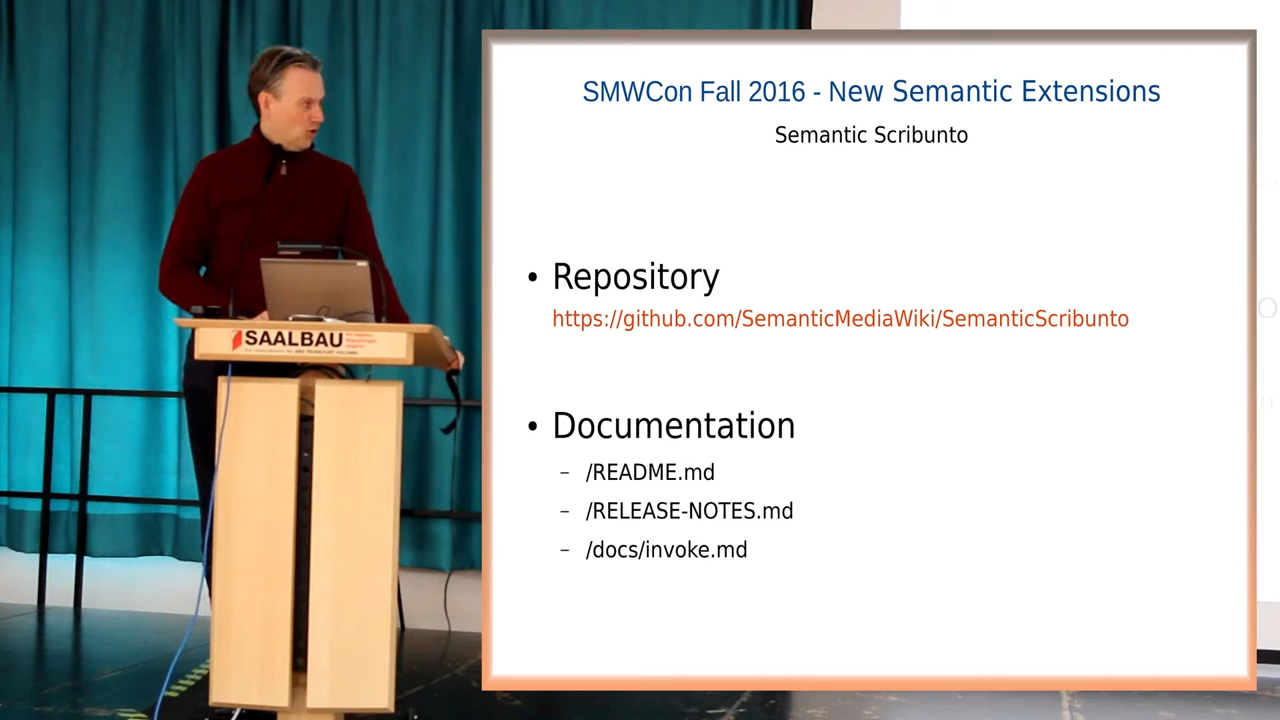 SMWCon Fall 2016 - New Semantic Extensions
Semantic Scribunto
• Repository
https://github.com/SemanticMediaWiki/SemanticScribunto
• Documentation
– /README.md
– /RELEASE-NOTES.md
– /docs/invoke.md
SAALBAU